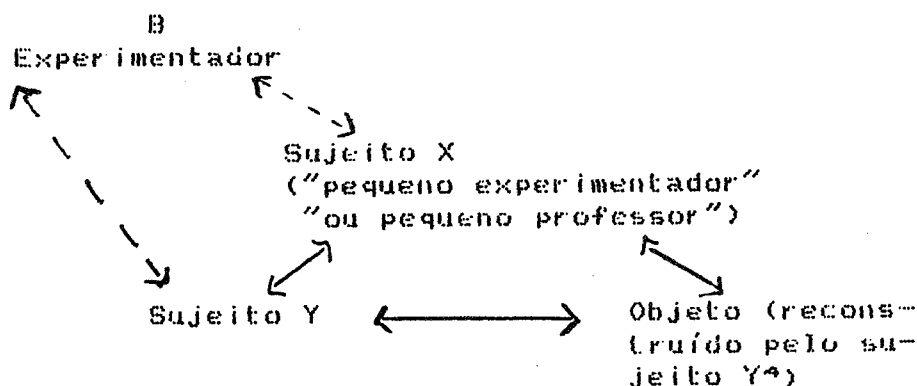 B
Experimentador
Sujeito X
("pequeno experimentador"
"ou pequeno professor")
Sujeito Y
Objeto (recons-
truído pelo su-
jeito Y⁴)